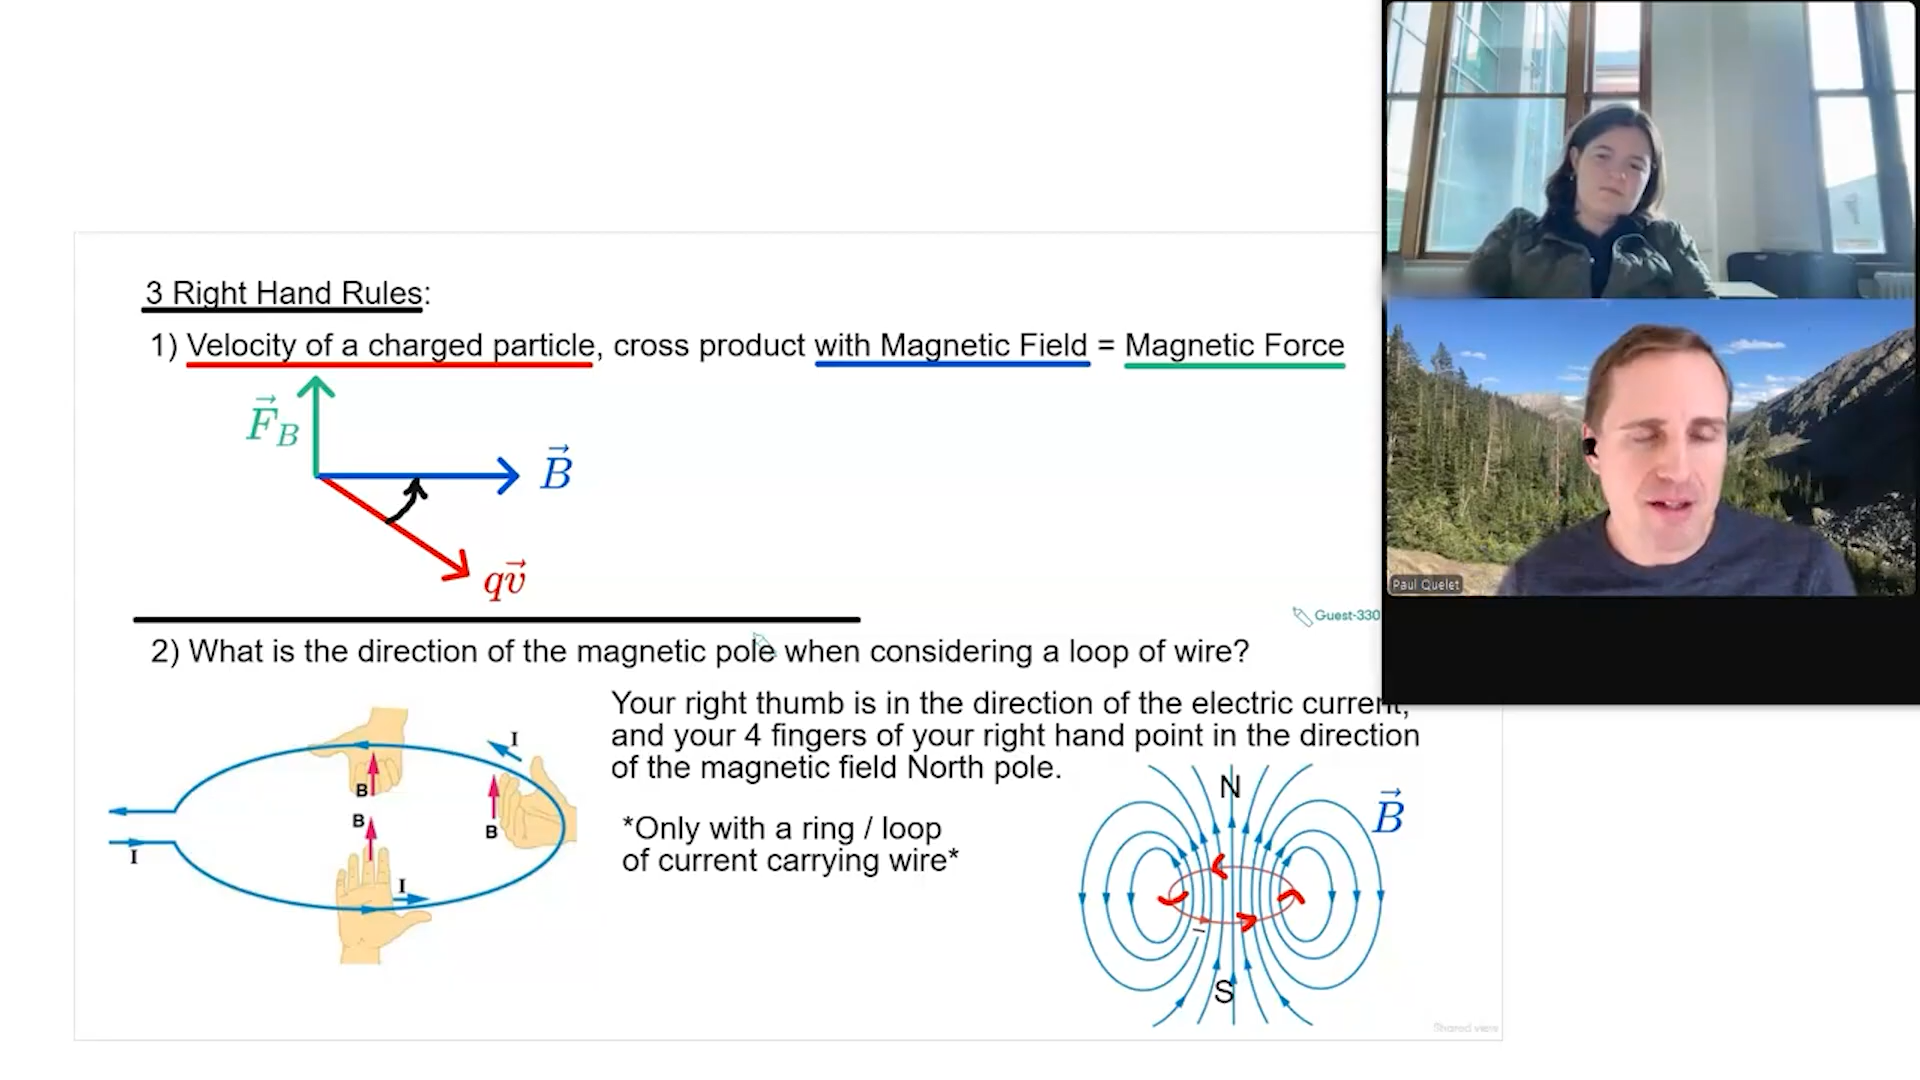 3 Right Hand Rules:
1) Velocity of a charged particle, cross product with Magnetic Field = Magnetic Force
F⃗_B
B⃗
qv⃗
Guest-330
2) What is the direction of the magnetic pole when considering a loop of wire?
Your right thumb is in the direction of the electric current,
and your 4 fingers of your right hand point in the direction
of the magnetic field North pole.
*Only with a ring / loop
of current carrying wire*
I
B
B
B
I
I
N
B⃗
I
S
Shared view
Paul Quelet